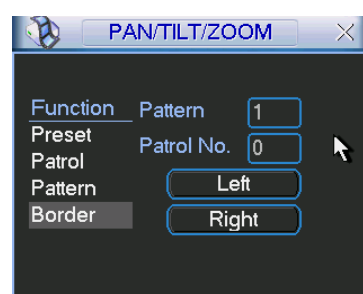 PAN/TILT/ZOOM
Function Pattern 1
Preset
Patrol No. 0
Patrol
Pattern Left
Border Right